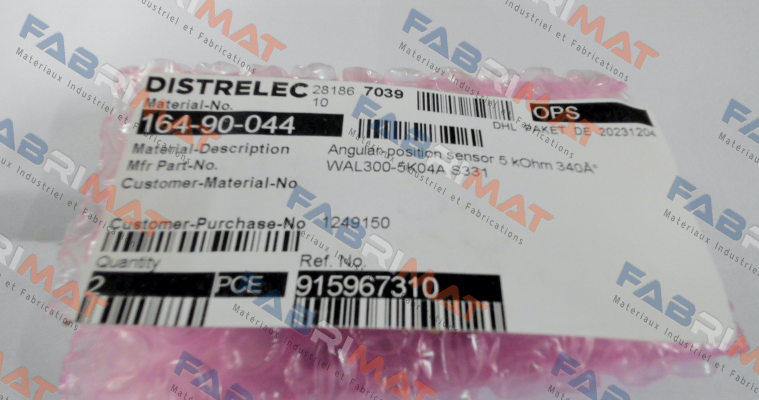 DISTRELEC 28186 7039
10
OPS
Material-No.
164-90-044
DHL PAKET DE 20231204
Material-Description Angular-position sensor 5 kOhm 340Â°
Mfr Part-No. WAL300-5K04A S331
Customer-Material-No
Customer-Purchase-No 1249150
Quantity Ref. No.
2 PCE 915967310
FABRIMAT
Matériaux Industriel et Fabrications